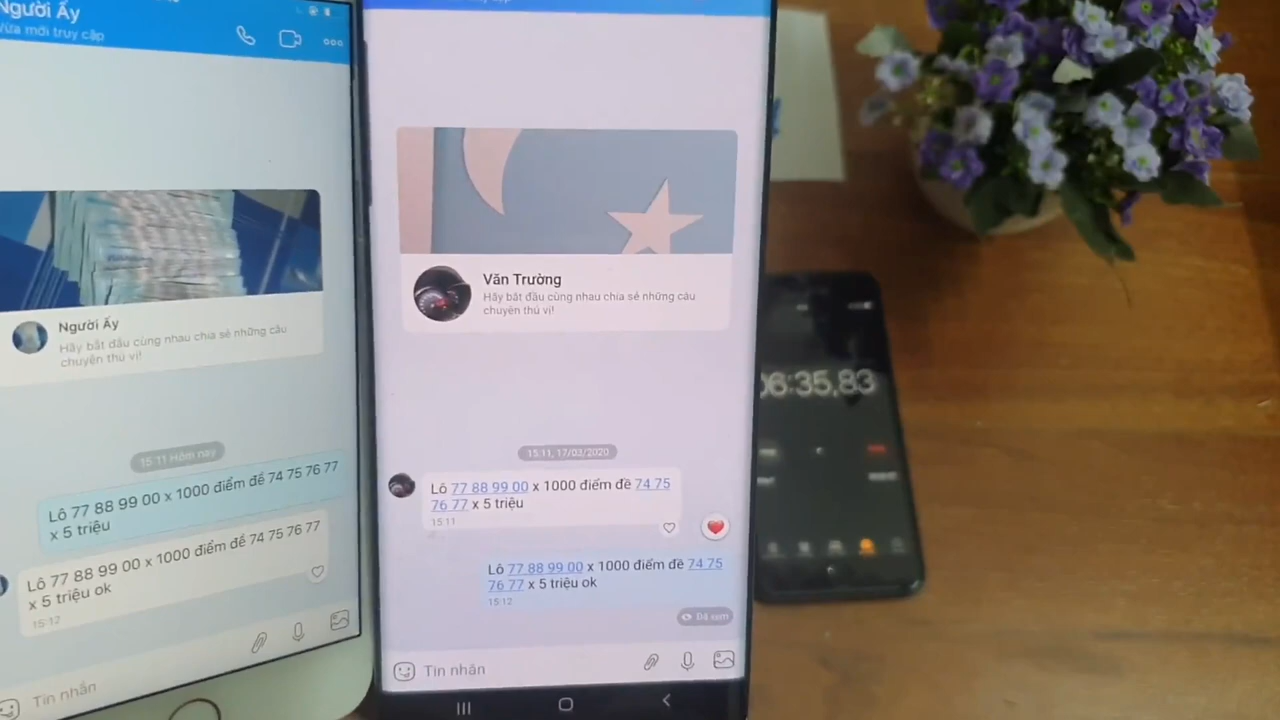 Người Ấy
Vừa mới truy cập
Người Ấy
Hãy bắt đầu cùng nhau chia sẻ những câu
chuyện thú vị!
15:11 Hôm nay
Lô 77 88 99 00 x 1000 điểm đề 74 75 76 77
x 5 triệu
Lô 77 88 99 00 x 1000 điểm đề 74 75 76 77
x 5 triệu ok
15:12
Tin nhắn
Văn Trường
Hãy bắt đầu cùng nhau chia sẻ những câu
chuyện thú vị!
15:11, 17/03/2020
Lô 77 88 99 00 x 1000 điểm đề 74 75
76 77 x 5 triệu
15:11
Lô 77 88 99 00 x 1000 điểm đề 74 75
76 77 x 5 triệu ok
15:12
Đã xem
Tin nhắn
06:35,83